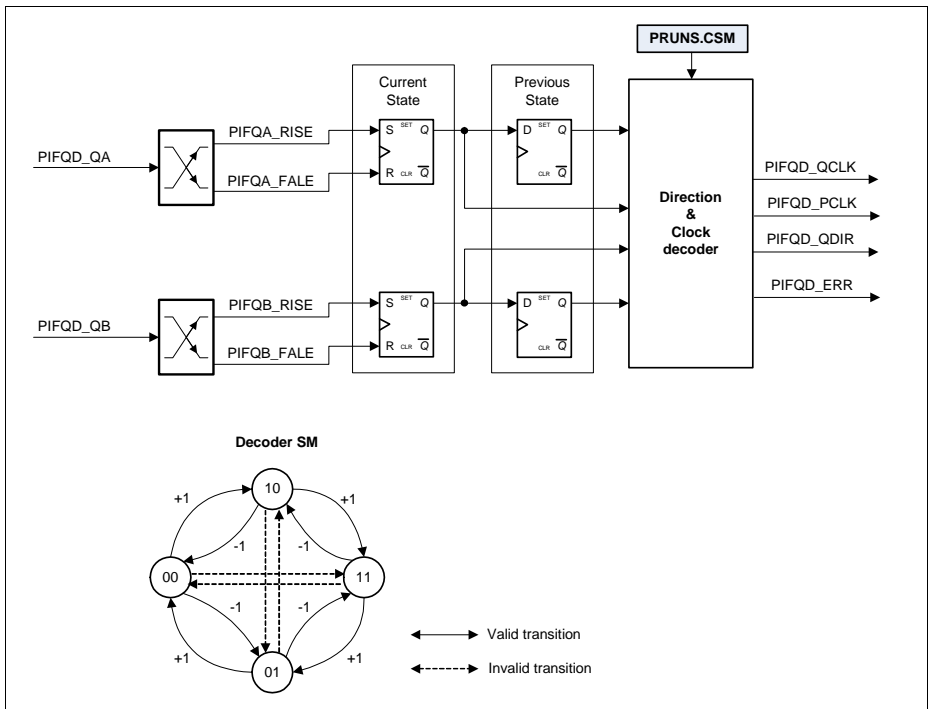 PRUNS.CSM
Current
State
Previous
State
PIFQD_QA
PIFQA_RISE
PIFQA_FALE
S SET Q
R CLR Q
D SET Q
CLR Q
PIFQD_QB
PIFQB_RISE
PIFQB_FALE
S SET Q
R CLR Q
D SET Q
CLR Q
Direction
&
Clock
decoder
PIFQD_QCLK
PIFQD_PCLK
PIFQD_QDIR
PIFQD_ERR
Decoder SM
10
+1
+1
-1
-1
00
11
-1
-1
+1
+1
01
Valid transition
Invalid transition